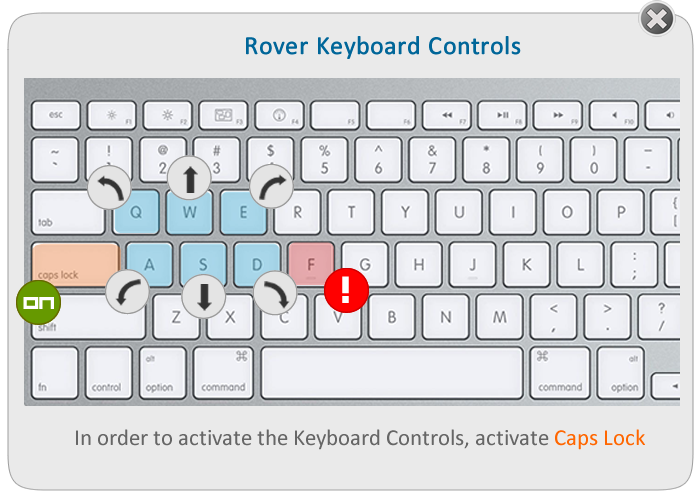 Rover Keyboard Controls
esc F1 F2 F3 F4 F5 F6 F7 F8 F9 F10
~ ! @ # $ % ^ & * ( ) –
` 2 3 4 5 6 7 8 9 0 -
tab Q W E R T Y U I O P {
[
caps lock A S D F G H J K L :
;
on
!
shift Z X C V B N M < > ?
, . /
fn control alt option ⌘ command ⌘ command alt option
In order to activate the Keyboard Controls, activate Caps Lock